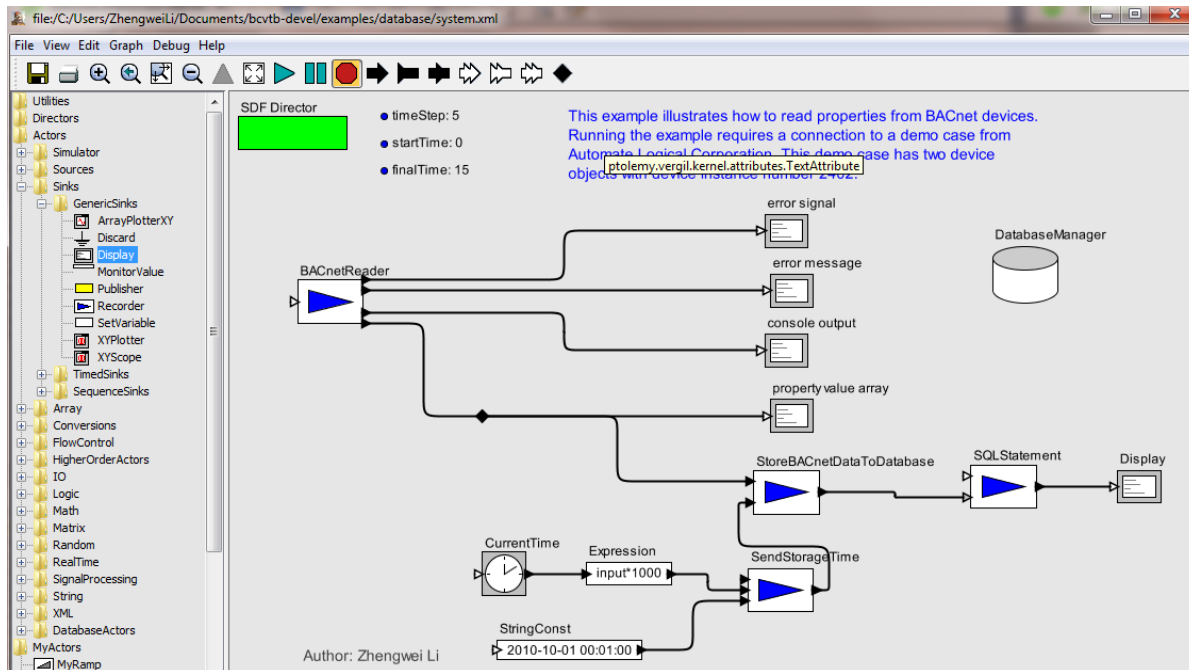 file:/C:/Users/ZhengweiLi/Documents/bcvtb-devel/examples/database/system.xml
File View Edit Graph Debug Help
Utilities
Directors
Actors
Simulator
Sources
Sinks
GenericSinks
ArrayPlotterXY
Discard
Display
MonitorValue
Publisher
Recorder
SetVariable
XYPlotter
XYScope
TimedSinks
SequenceSinks
Array
Conversions
FlowControl
HigherOrderActors
IO
Logic
Math
Matrix
Random
RealTime
SignalProcessing
String
XML
DatabaseActors
MyActors
MyRamp
SDF Director
timeStep: 5
startTime: 0
finalTime: 15
This example illustrates how to read properties from BACnet devices.
Running the example requires a connection to a demo case from
Automate Logical Corporation. This demo case has two device
ptolemy.vergil.kernel.attributes.TextAttribute
objects with device instance number 2402.
error signal
DatabaseManager
BACnetReader
error message
console output
property value array
StoreBACnetDataToDatabase
SQLStatement
Display
CurrentTime
Expression
input*1000
SendStorageTime
StringConst
2010-10-01 00:01:00
Author: Zhengwei Li